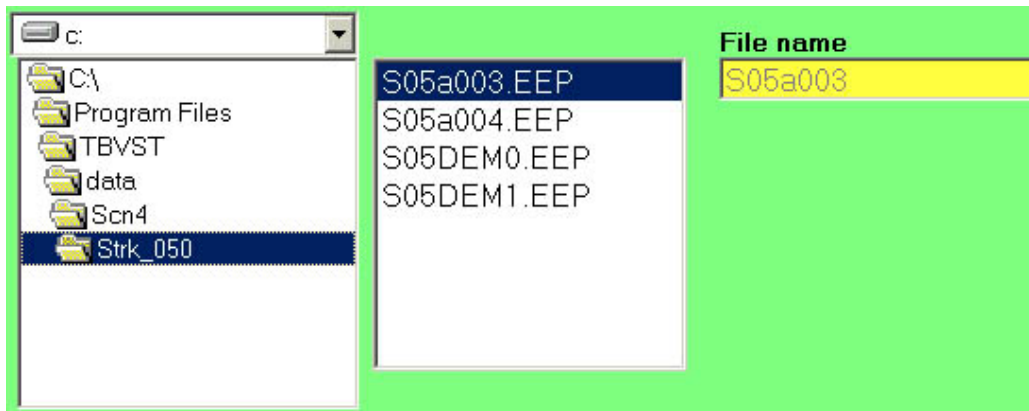 c:
C:\
Program Files
TBVST
data
Scn4
Strk_050
S05a003.EEP
S05a004.EEP
S05DEM0.EEP
S05DEM1.EEP
File name
S05a003